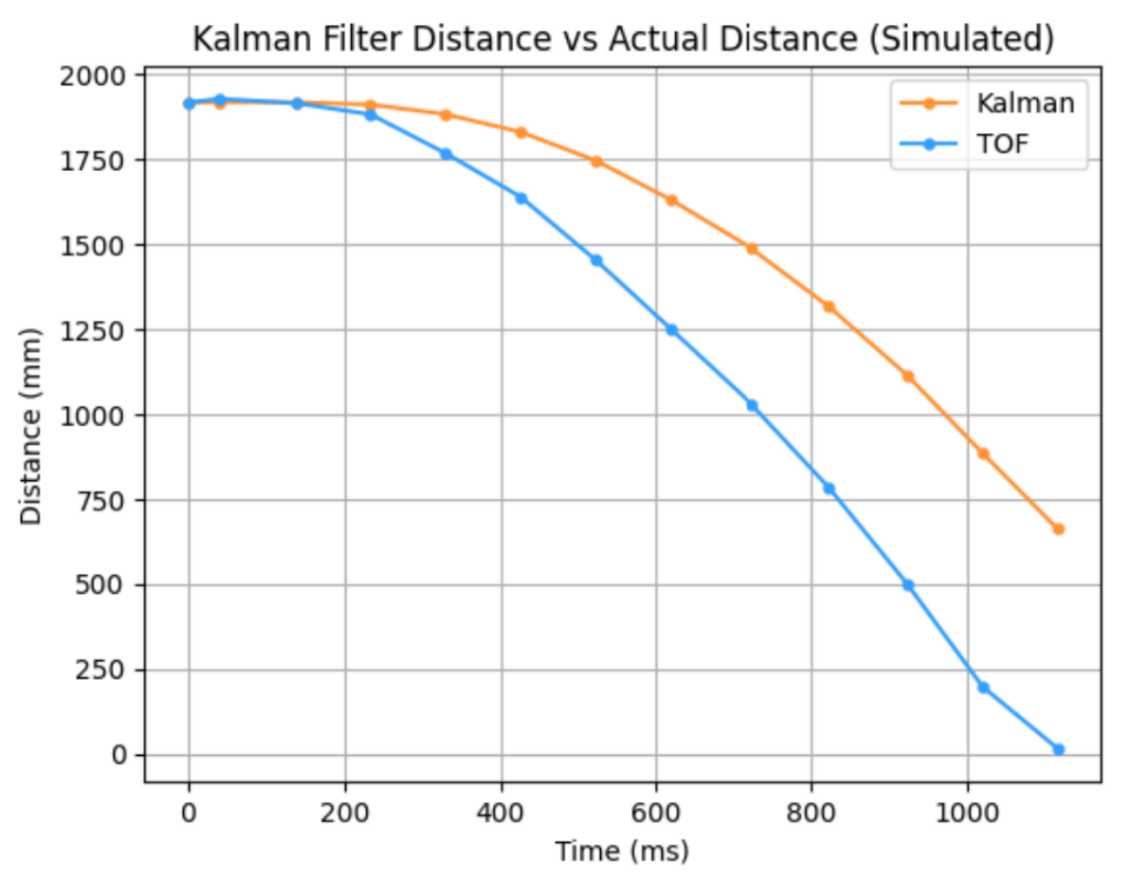 Kalman Filter Distance vs Actual Distance (Simulated)
Kalman
TOF
Distance (mm)
2000
1750
1500
1250
1000
750
500
250
0
0 200 400 600 800 1000
Time (ms)